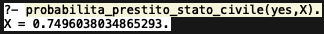 ?- probabilita_prestito_stato_civile(yes,X).
X = 0.7496038034865293.